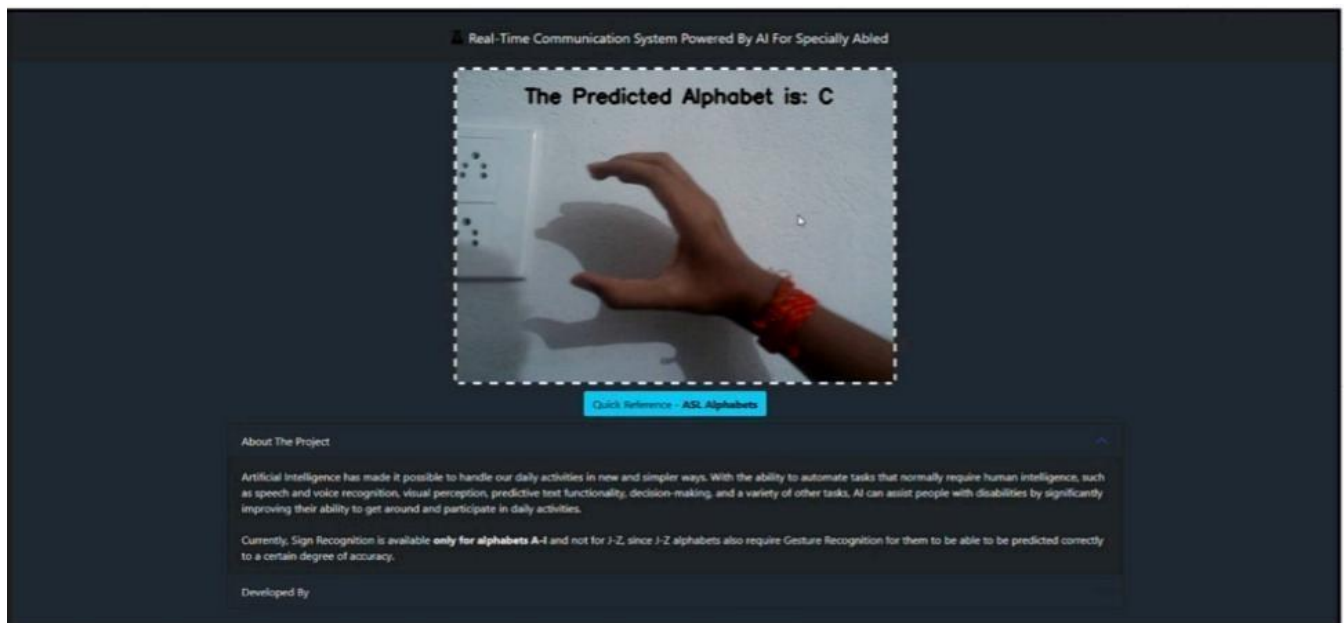 Real-Time Communication System Powered By AI For Specially Abled
The Predicted Alphabet is: C
Quick Reference - ASL Alphabets
About The Project
Artificial Intelligence has made it possible to handle our daily activities in new and simpler ways. With the ability to automate tasks that normally require human intelligence, such
as speech and voice recognition, visual perception, predictive text functionality, decision-making, and a variety of other tasks, AI can assist people with disabilities by significantly
improving their ability to get around and participate in daily activities.
Currently, Sign Recognition is available only for alphabets A-I and not for J-Z, since J-Z alphabets also require Gesture Recognition for them to be able to be predicted correctly
to a certain degree of accuracy.
Developed By